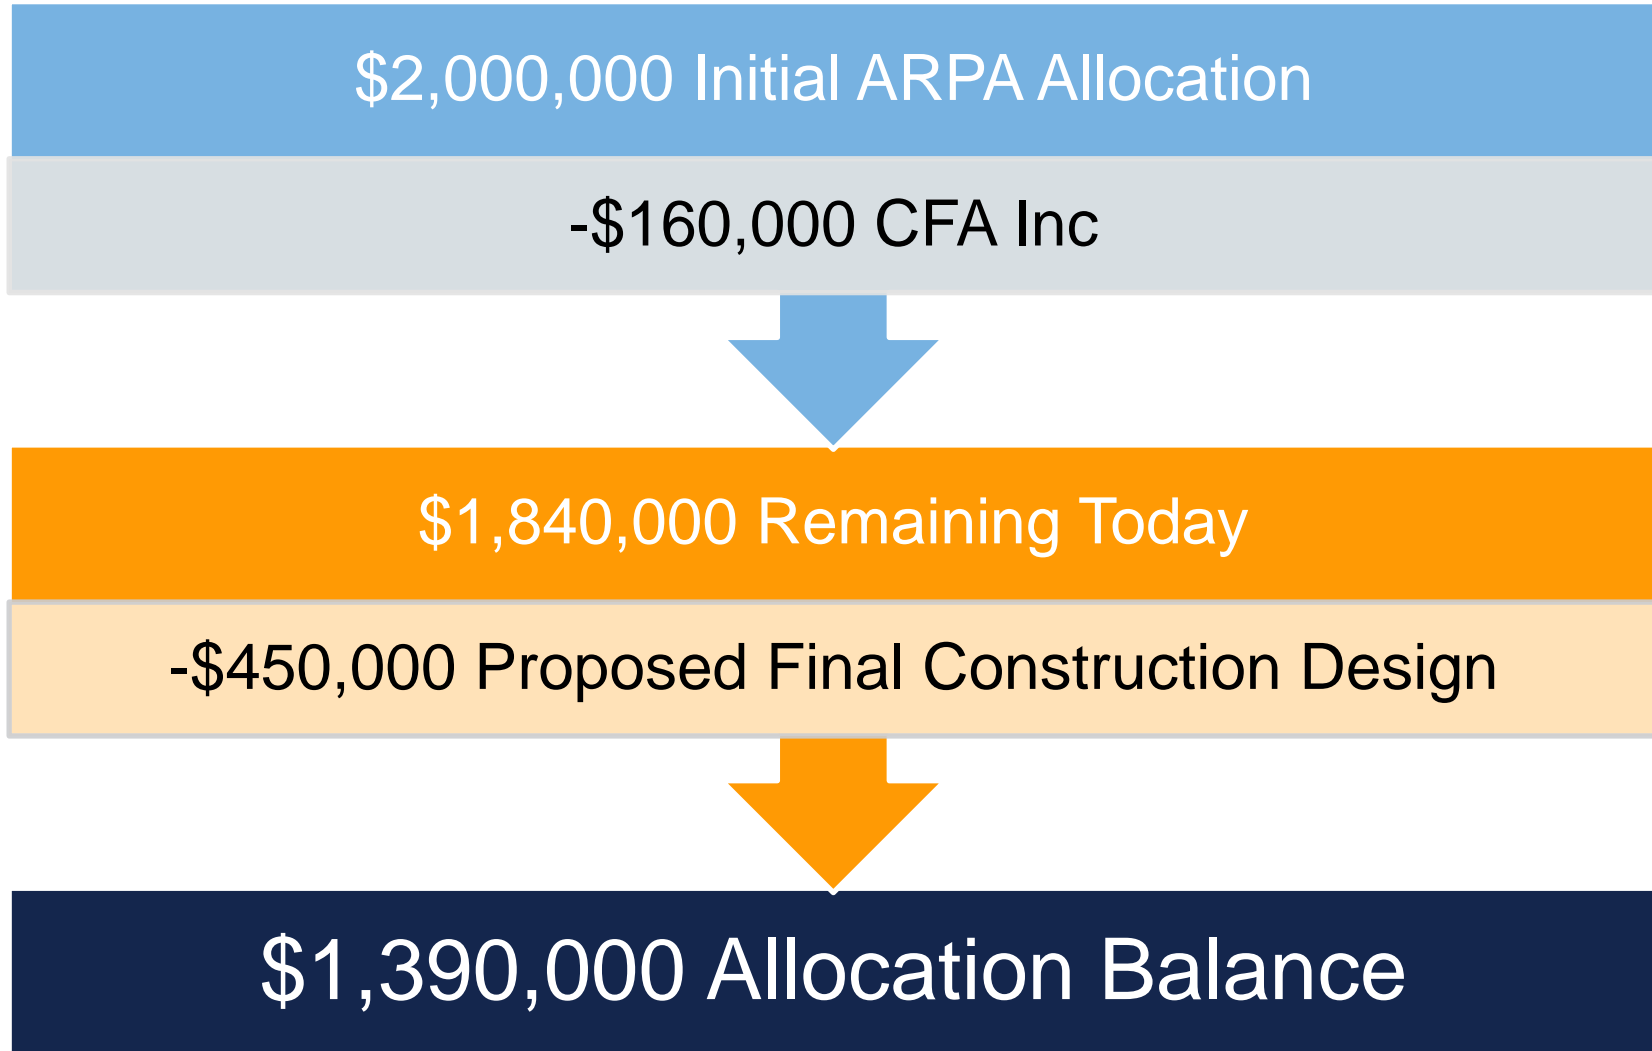 $2,000,000 Initial ARPA Allocation
-$160,000 CFA Inc
$1,840,000 Remaining Today
-$450,000 Proposed Final Construction Design
$1,390,000 Allocation Balance